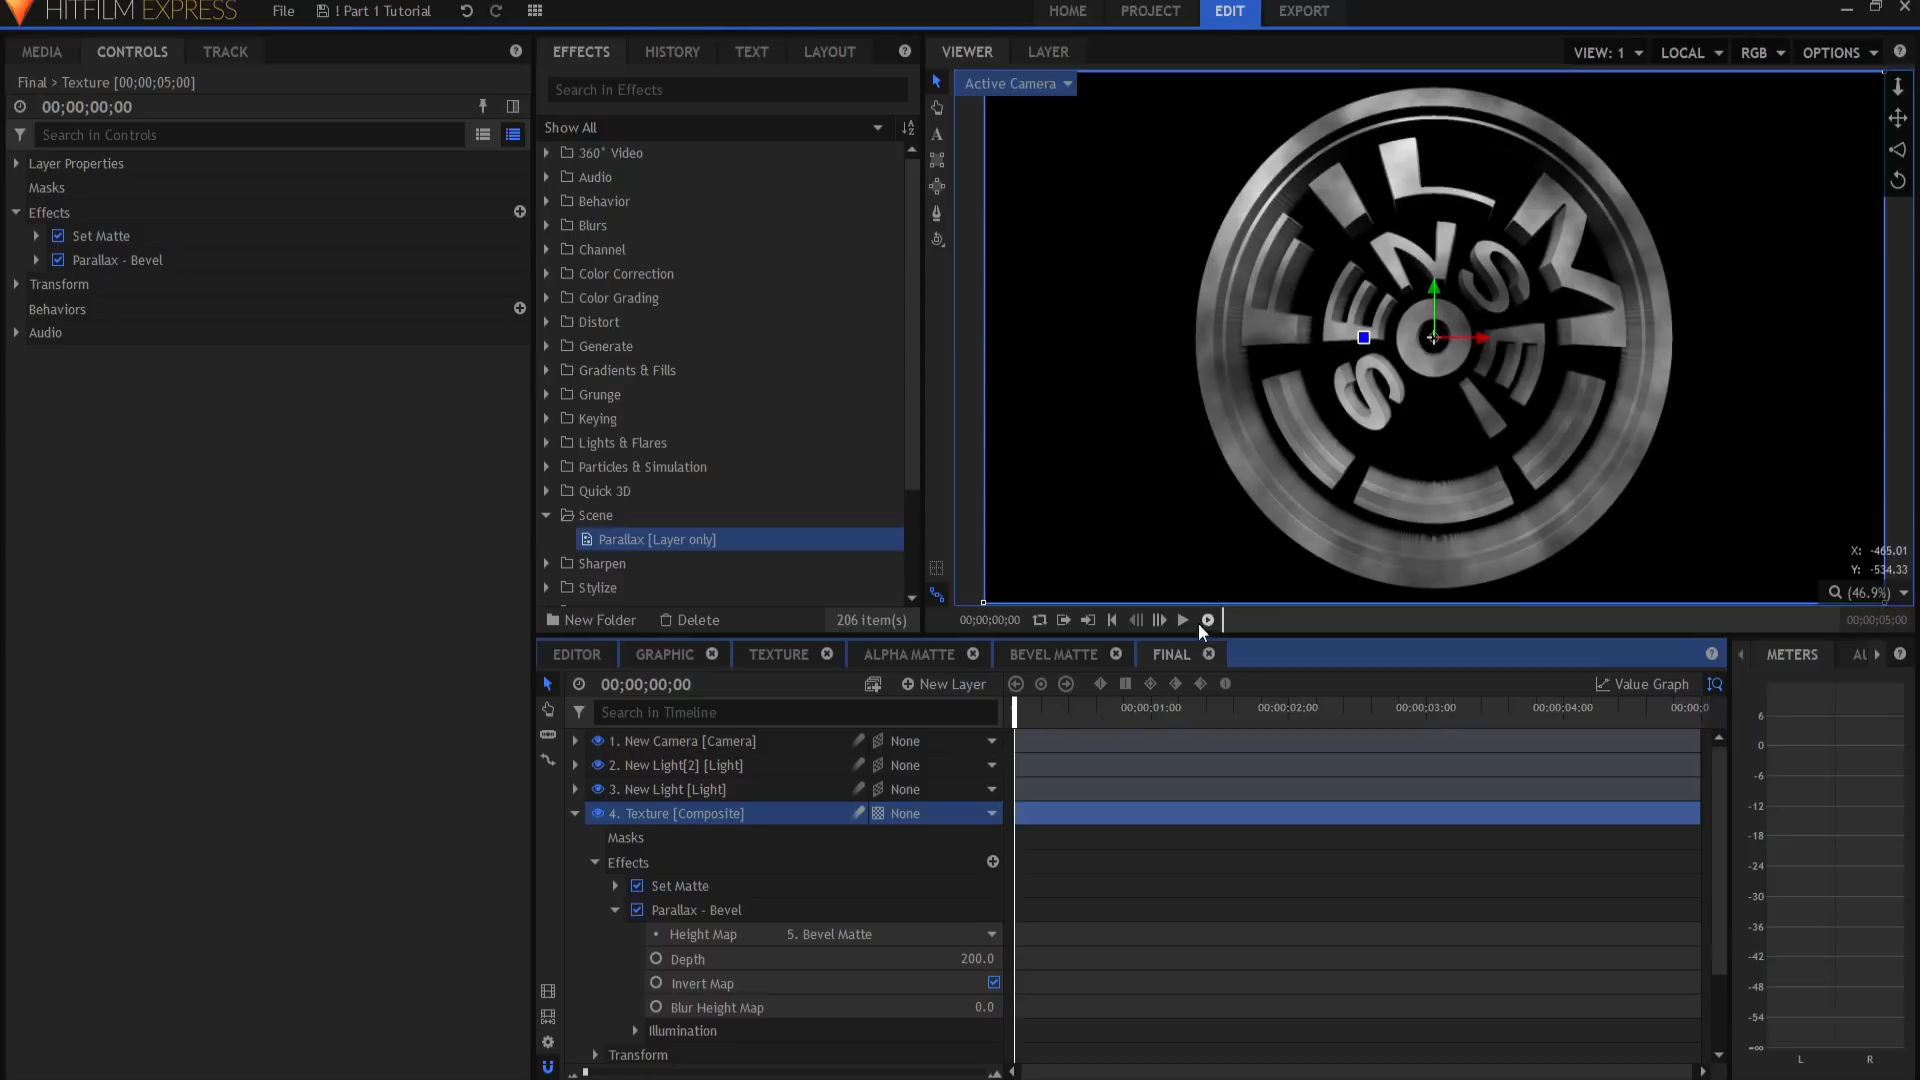 HITFILM EXPRESS File ! Part 1 Tutorial HOME PROJECT EDIT EXPORT
MEDIA CONTROLS TRACK
Final > Texture [00;00;05;00]
00;00;00;00
Search in Controls
Layer Properties
Masks
Effects
Set Matte
Parallax - Bevel
Transform
Behaviors
Audio
EFFECTS HISTORY TEXT LAYOUT
Search in Effects
Show All
360° Video
Audio
Behavior
Blurs
Channel
Color Correction
Color Grading
Distort
Generate
Gradients & Fills
Grunge
Keying
Lights & Flares
Particles & Simulation
Quick 3D
Scene
Parallax [Layer only]
Sharpen
Stylize
New Folder Delete 206 item(s)
VIEWER LAYER VIEW: 1 LOCAL RGB OPTIONS
Active Camera
FILM
SENSE
X: -465.01
Y: -534.33
(46.9%)
00;00;00;00 00;00;05;00
EDITOR GRAPHIC TEXTURE ALPHA MATTE BEVEL MATTE FINAL
00;00;00;00 New Layer Value Graph
Search in Timeline
00;00;01;00 00;00;02;00 00;00;03;00 00;00;04;00 00;00;0
1. New Camera [Camera] None
2. New Light[2] [Light] None
3. New Light [Light] None
4. Texture [Composite] None
Masks
Effects
Set Matte
Parallax - Bevel
Height Map 5. Bevel Matte
Depth 200.0
Invert Map
Blur Height Map 0.0
Illumination
Transform
METERS AU
6
0
-6
-12
-18
-24
-30
-36
-42
-48
-54
-∞
L R